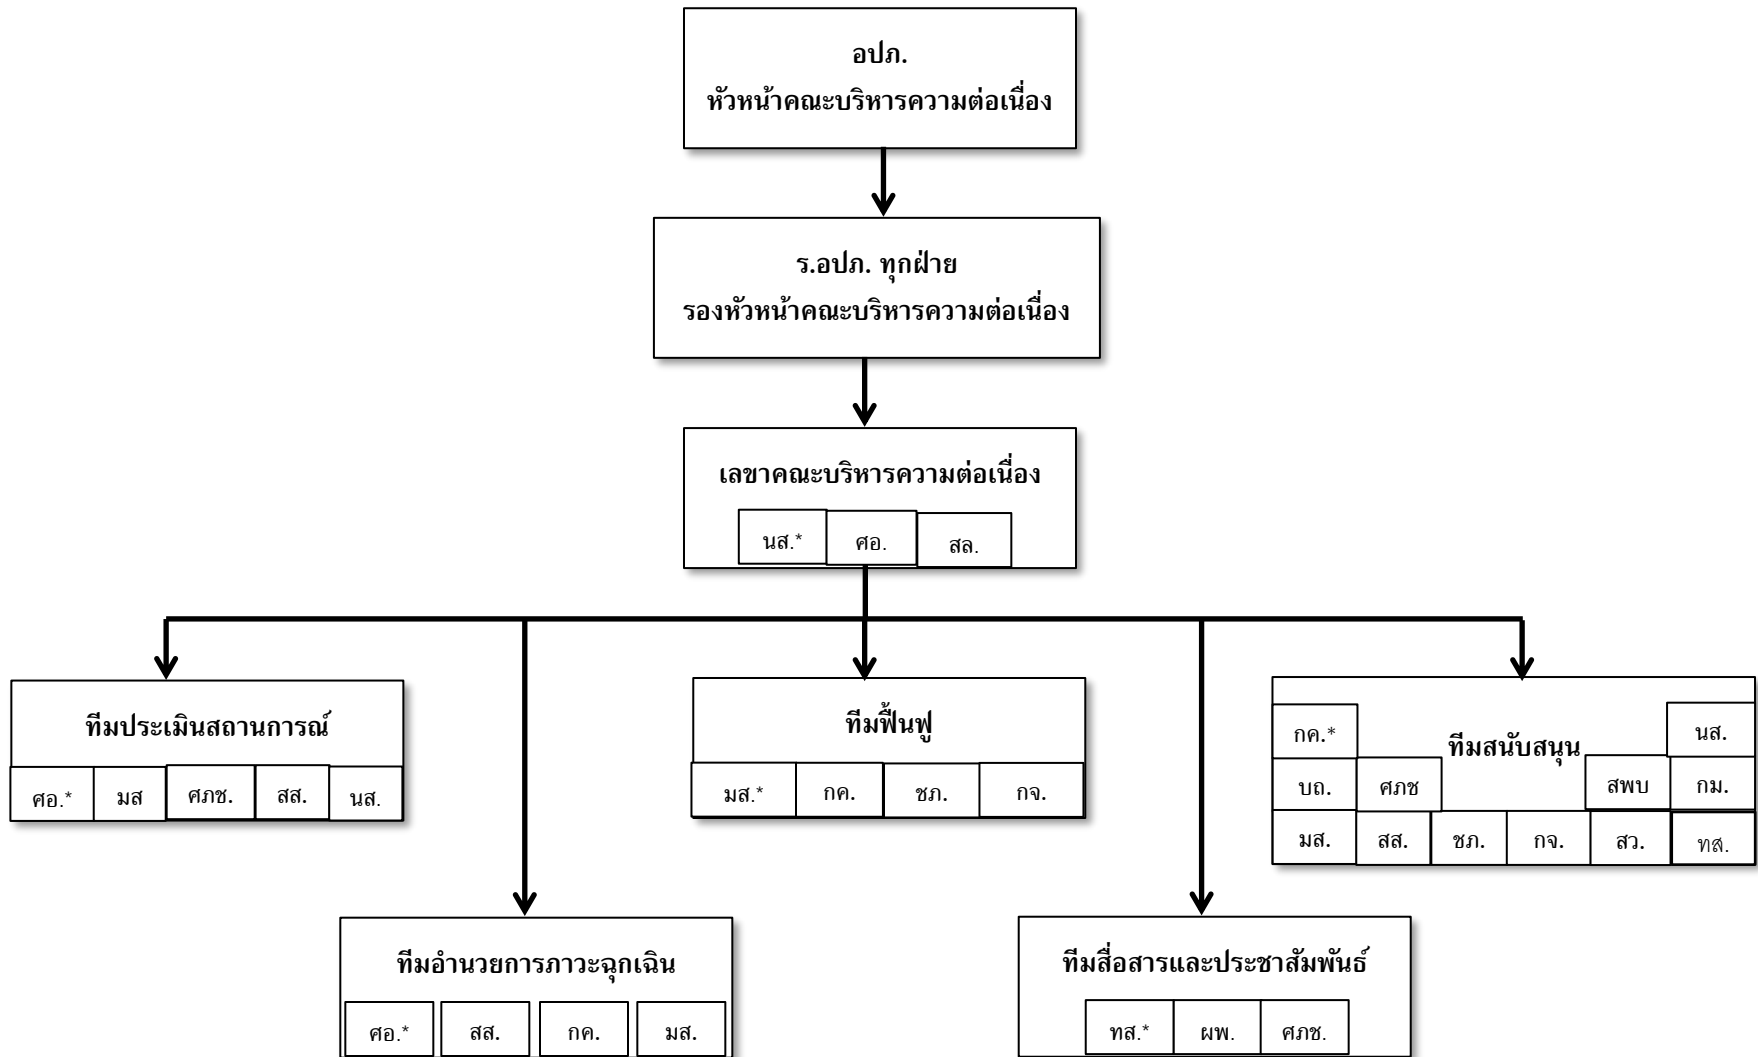 อปภ.
หัวหน้าคณะบริหารความต่อเนื่อง
ร.อปภ. ทุกฝ่าย
รองหัวหน้าคณะบริหารความต่อเนื่อง
เลขาคณะบริหารความต่อเนื่อง
นส.* ศอ. สล.
ทีมประเมินสถานการณ์
ศอ.* มส ศภช. สส. นส.
ทีมฟื้นฟู
มส.* กค. ชภ. กจ.
กค.* ทีมสนับสนุน นส.
บถ. ศภช สพบ กม.
มส. สส. ชภ. กจ. สว. ทส.
ทีมอำนวยการภาวะฉุกเฉิน
ศอ.* สส. กค. มส.
ทีมสื่อสารและประชาสัมพันธ์
ทส.* ผพ. ศภช.